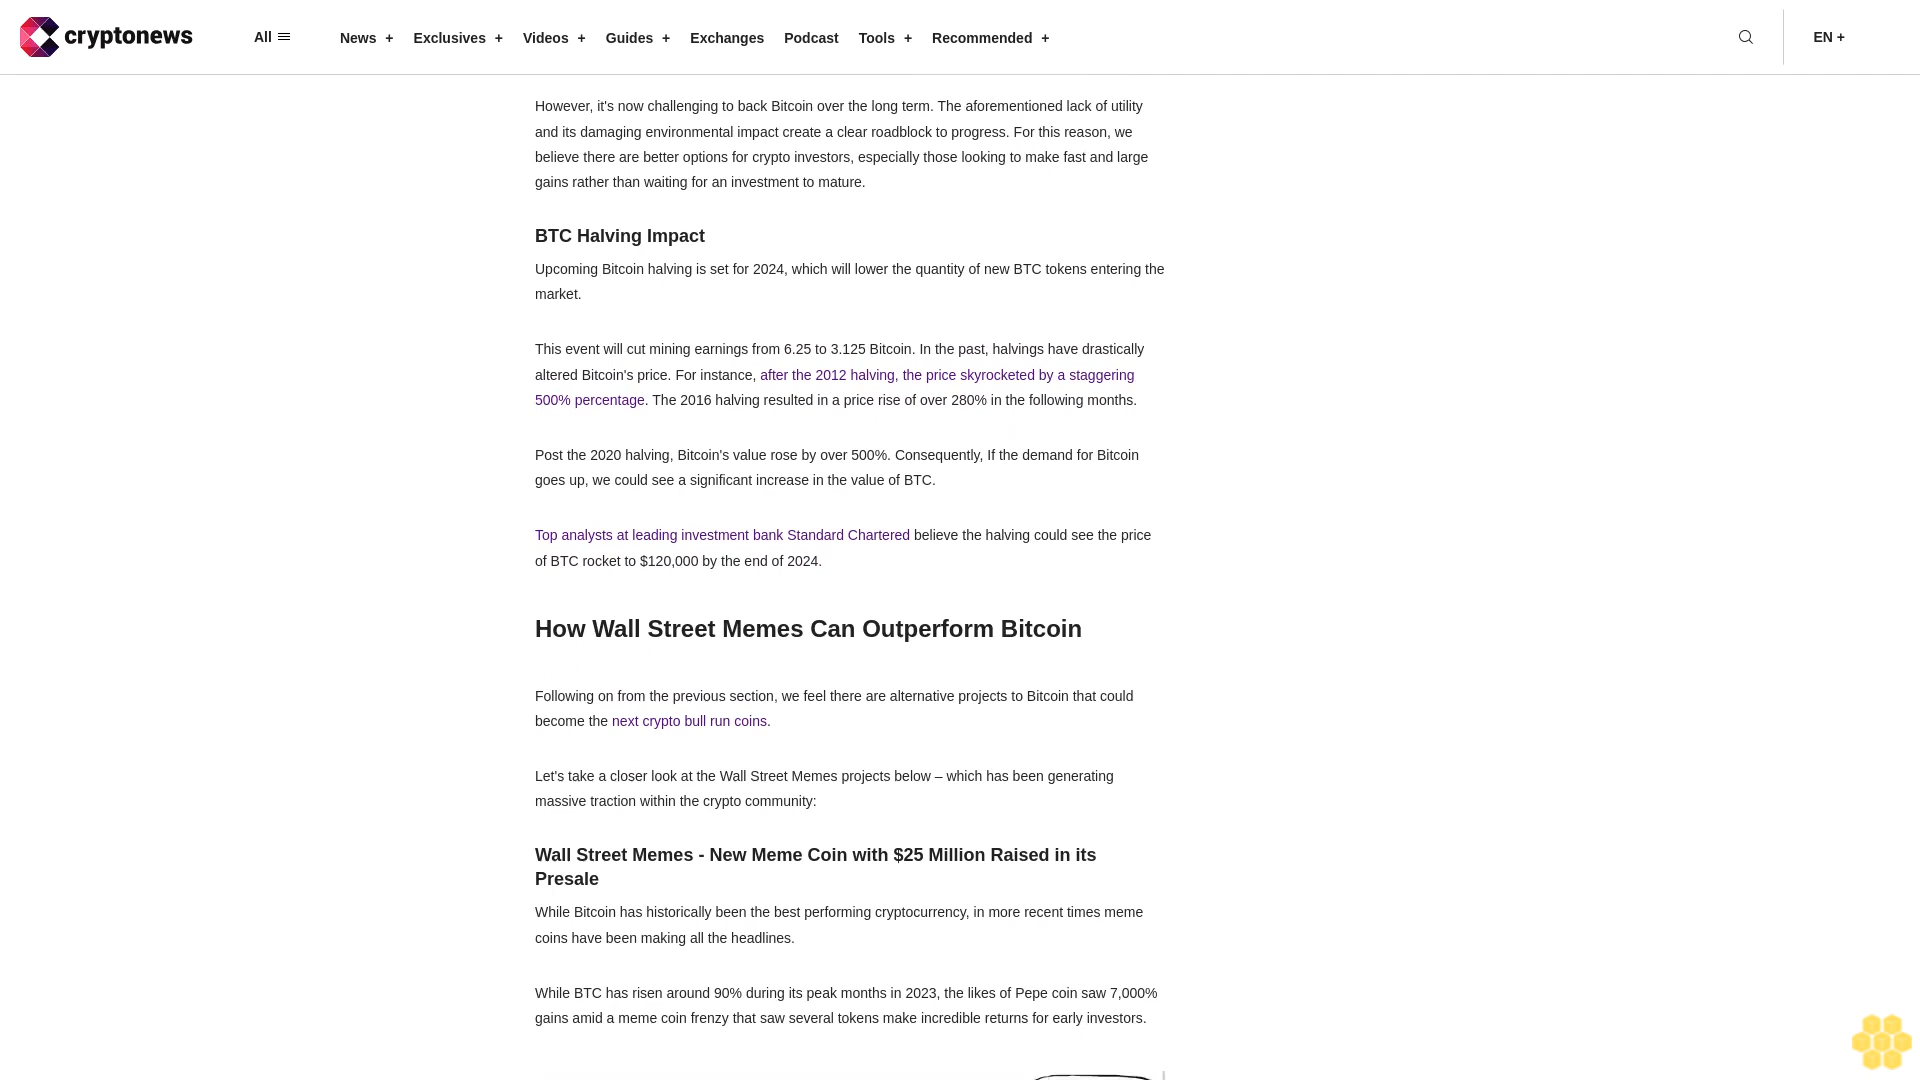 cryptonews
All
News +
Exclusives +
Videos +
Guides +
Exchanges
Podcast
Tools +
Recommended +
EN +
However, it's now challenging to back Bitcoin over the long term. The aforementioned lack of utility
and its damaging environmental impact create a clear roadblock to progress. For this reason, we
believe there are better options for crypto investors, especially those looking to make fast and large
gains rather than waiting for an investment to mature.
BTC Halving Impact
Upcoming Bitcoin halving is set for 2024, which will lower the quantity of new BTC tokens entering the
market.
This event will cut mining earnings from 6.25 to 3.125 Bitcoin. In the past, halvings have drastically
altered Bitcoin's price. For instance, after the 2012 halving, the price skyrocketed by a staggering
500% percentage. The 2016 halving resulted in a price rise of over 280% in the following months.
Post the 2020 halving, Bitcoin's value rose by over 500%. Consequently, If the demand for Bitcoin
goes up, we could see a significant increase in the value of BTC.
Top analysts at leading investment bank Standard Chartered believe the halving could see the price
of BTC rocket to $120,000 by the end of 2024.
How Wall Street Memes Can Outperform Bitcoin
Following on from the previous section, we feel there are alternative projects to Bitcoin that could
become the next crypto bull run coins.
Let's take a closer look at the Wall Street Memes projects below – which has been generating
massive traction within the crypto community:
Wall Street Memes - New Meme Coin with $25 Million Raised in its
Presale
While Bitcoin has historically been the best performing cryptocurrency, in more recent times meme
coins have been making all the headlines.
While BTC has risen around 90% during its peak months in 2023, the likes of Pepe coin saw 7,000%
gains amid a meme coin frenzy that saw several tokens make incredible returns for early investors.